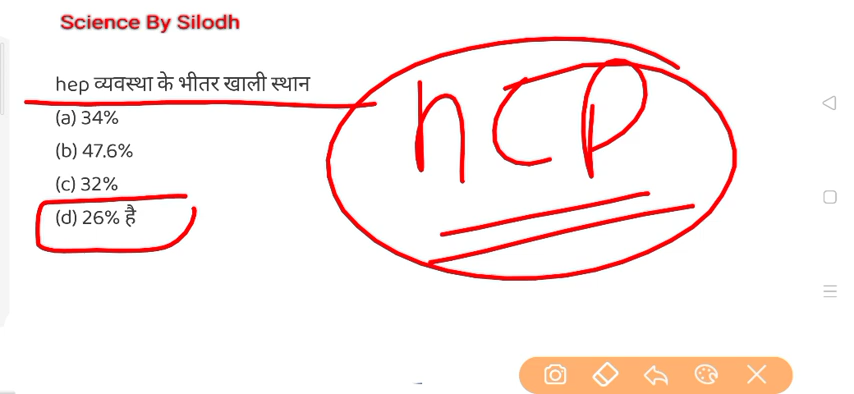 Science By Silodh
hep व्यवस्था के भीतर खाली स्थान
(a) 34%
(b) 47.6%
(c) 32%
(d) 26% है
hcp